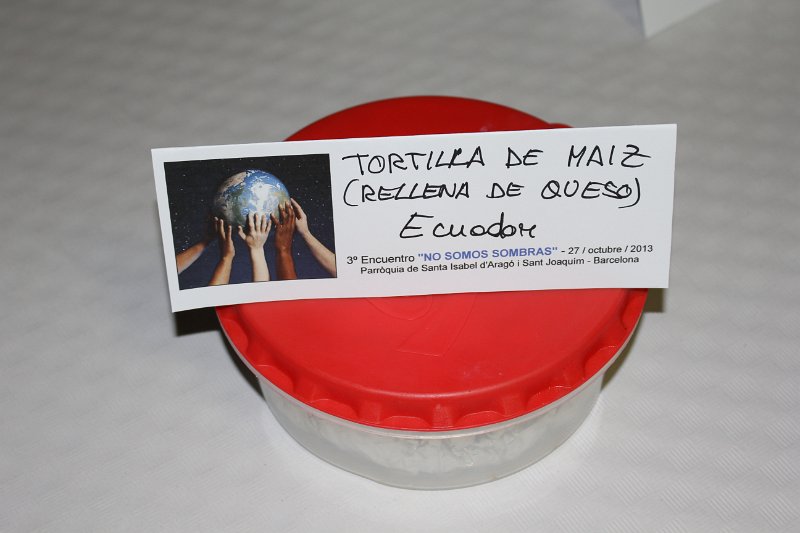 TORTILLA DE MAIZ
(RELLENA DE QUESO)
Ecuador
3º Encuentro "NO SOMOS SOMBRAS" - 27 / octubre / 2013
Parròquia de Santa Isabel d'Aragó i Sant Joaquim - Barcelona